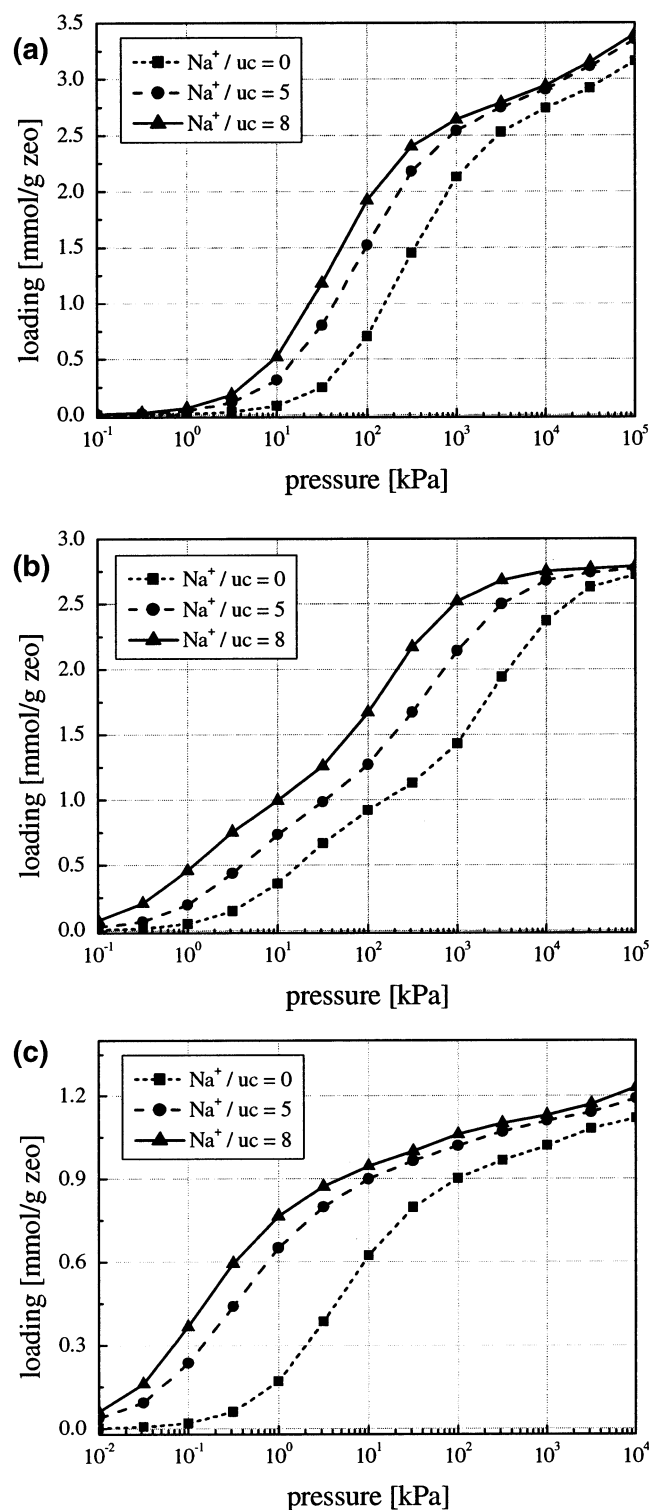 (a)
3.5
3.0
2.5
2.0
1.5
1.0
0.5
0.0
loading [mmol/g zeo]
Na⁺ / uc = 0
Na⁺ / uc = 5
Na⁺ / uc = 8
10⁻¹ 10⁰ 10¹ 10² 10³ 10⁴ 10⁵
pressure [kPa]
(b)
3.0
2.5
2.0
1.5
1.0
0.5
0.0
loading [mmol/g zeo]
Na⁺ / uc = 0
Na⁺ / uc = 5
Na⁺ / uc = 8
10⁻¹ 10⁰ 10¹ 10² 10³ 10⁴ 10⁵
pressure [kPa]
(c)
1.2
0.9
0.6
0.3
0.0
loading [mmol/g zeo]
Na⁺ / uc = 0
Na⁺ / uc = 5
Na⁺ / uc = 8
10⁻² 10⁻¹ 10⁰ 10¹ 10² 10³ 10⁴
pressure [kPa]